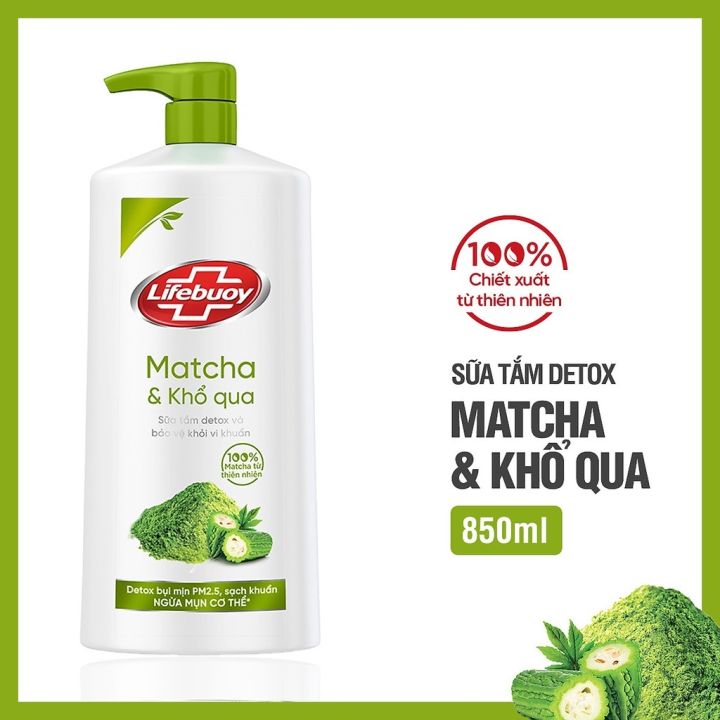 Lifebuoy
Matcha
& Khổ qua
Sữa tắm detox và
bảo vệ khỏi vi khuẩn
100%
Matcha từ
thiên nhiên
Detox bụi mịn PM2.5, sạch khuẩn
NGỪA MỤN CƠ THỂ*
100%
Chiết xuất
từ thiên nhiên
SỮA TẮM DETOX
MATCHA
& KHỔ QUA
850ml